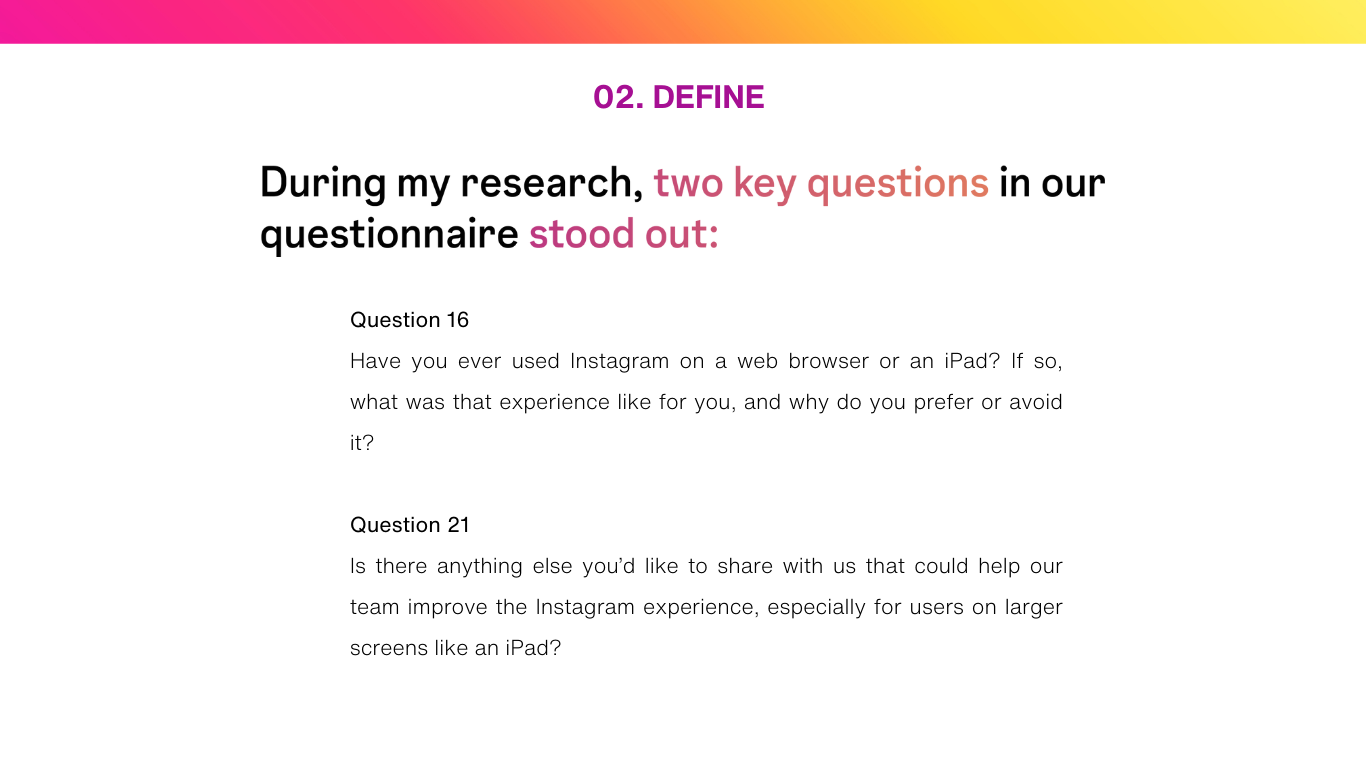 02. DEFINE
During my research, two key questions in our
questionnaire stood out:
Question 16
Have you ever used Instagram on a web browser or an iPad? If so,
what was that experience like for you, and why do you prefer or avoid
it?
Question 21
Is there anything else you’d like to share with us that could help our
team improve the Instagram experience, especially for users on larger
screens like an iPad?